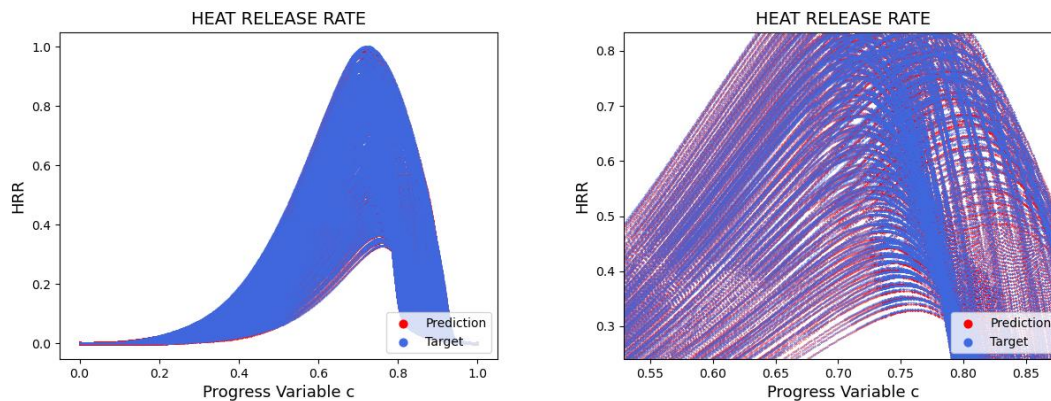 HEAT RELEASE RATE
HRR
1.0
0.8
0.6
0.4
0.2
0.0
0.0 0.2 0.4 0.6 0.8 1.0
Progress Variable c
Prediction
Target
HEAT RELEASE RATE
HRR
0.8
0.7
0.6
0.5
0.4
0.3
0.55 0.60 0.65 0.70 0.75 0.80 0.85
Progress Variable c
Prediction
Target